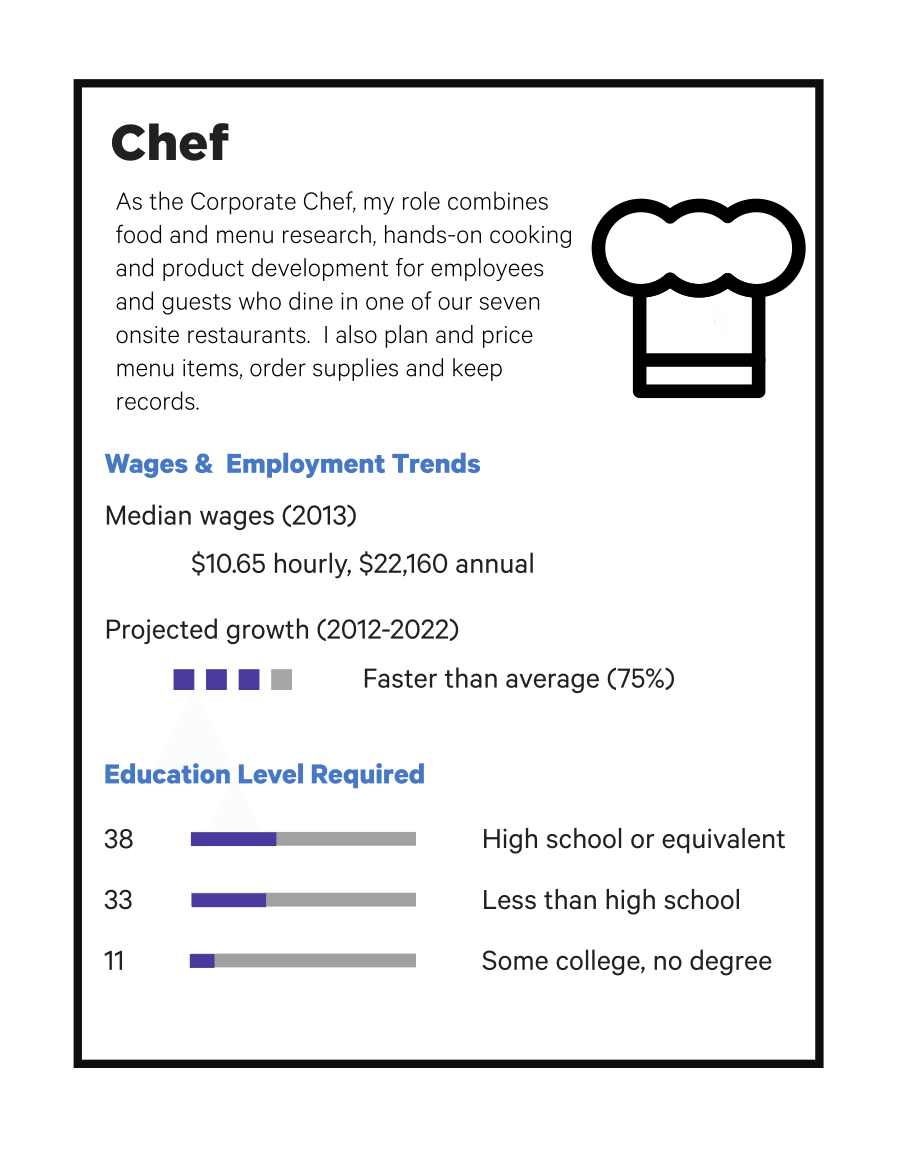 Chef
As the Corporate Chef, my role combines
food and menu research, hands-on cooking
and product development for employees
and guests who dine in one of our seven
onsite restaurants.  I also plan and price
menu items, order supplies and keep
records.
Wages &  Employment Trends
Median wages (2013)
$10.65 hourly, $22,160 annual
Projected growth (2012-2022)
Faster than average (75%)
Education Level Required
38 High school or equivalent
33 Less than high school
11 Some college, no degree